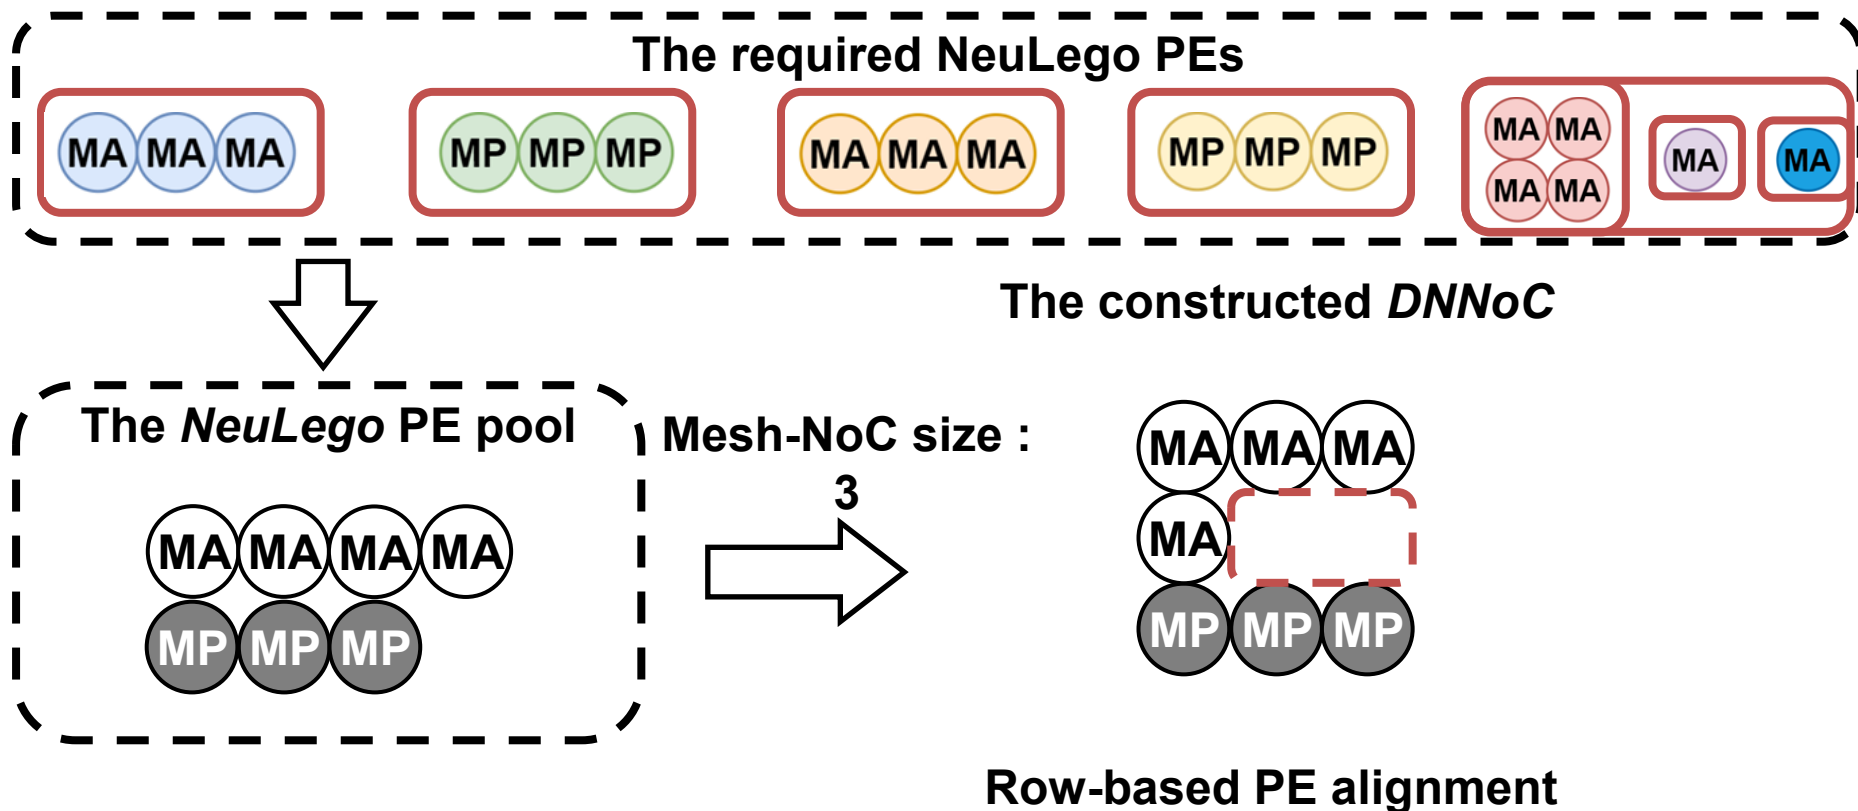 The required NeuLego PEs
MA MA MA MP MP MP MA MA MA MP MP MP MA MA MA MA
MA MA
The constructed DNNoC
The NeuLego PE pool
Mesh-NoC size :
3
MA MA MA MA
MP MP MP
MA MA MA
MA
MP MP MP
Row-based PE alignment